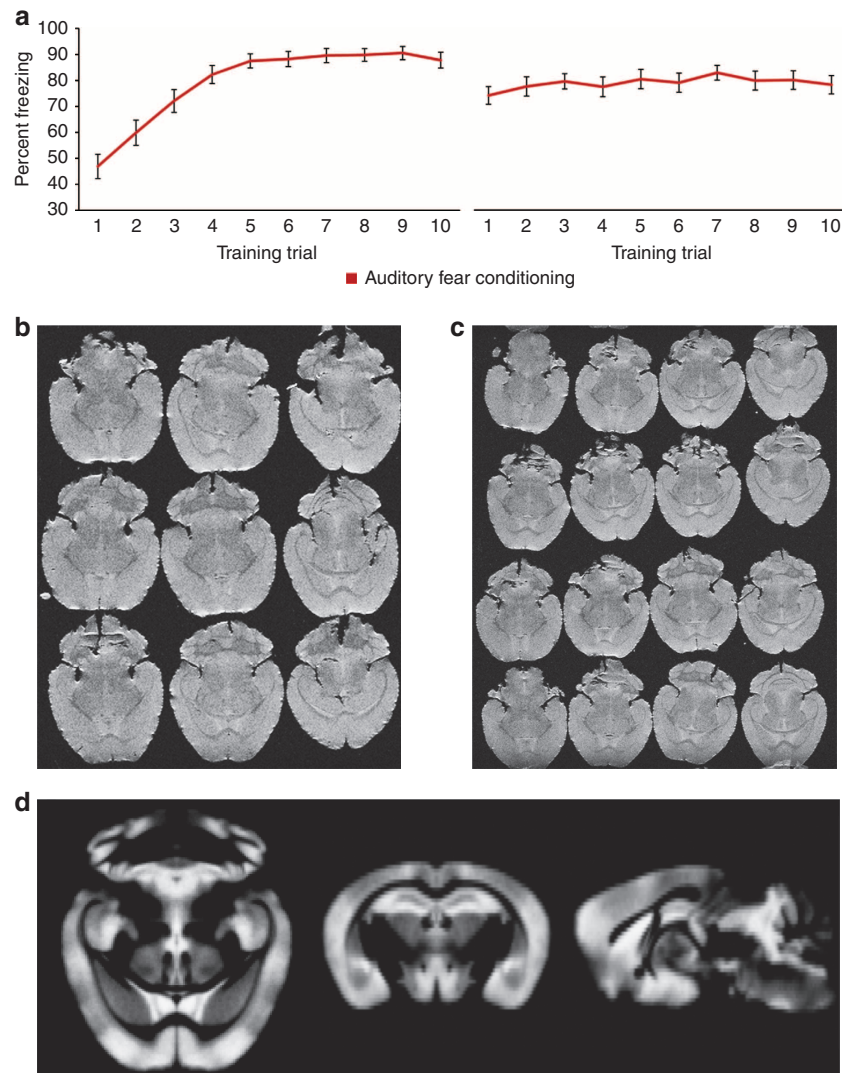 a
100
90
80
70
60
50
40
30
Percent freezing
1 2 3 4 5 6 7 8 9 10
1 2 3 4 5 6 7 8 9 10
Training trial
Training trial
Auditory fear conditioning
b
c
d